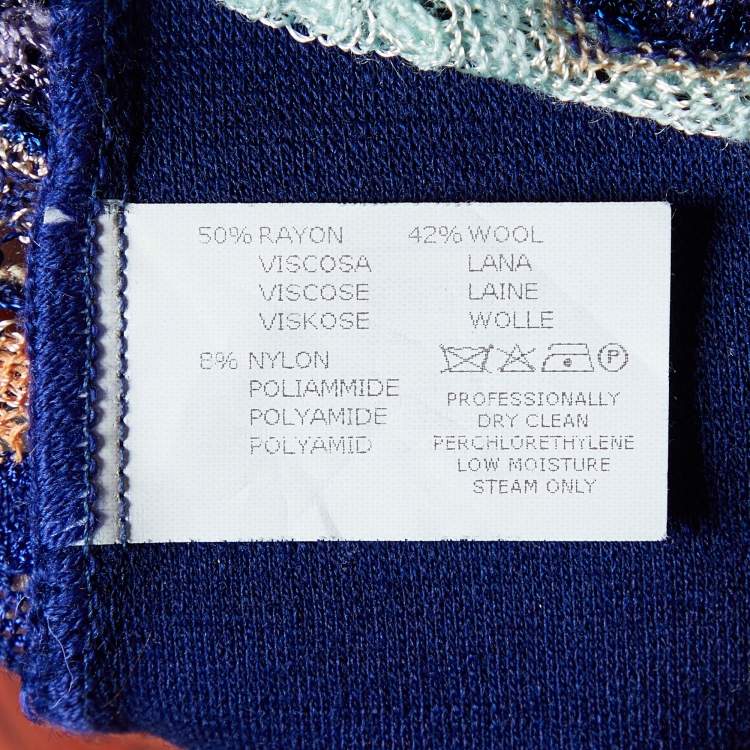 50% RAYON
VISCOSA
VISCOSE
VISKOSE
42% WOOL
LANA
LAINE
WOLLE
8% NYLON
POLIAMMIDE
POLYAMIDE
POLYAMID
P
PROFESSIONALLY
DRY CLEAN
PERCHLORETHYLENE
LOW MOISTURE
STEAM ONLY